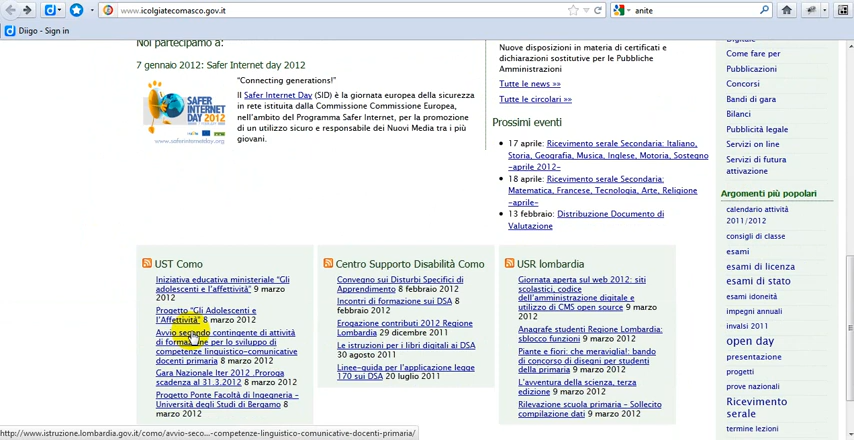 www.icolgiatecomasco.gov.it
anite
Diigo - Sign in
Noi partecipamo a:
7 gennaio 2012: Safer Internet day 2012
SAFER
INTERNET
DAY 2012
www.saferinternetday.org
“Connecting generations!”
Il Safer Internet Day (SID) è la giornata europea della sicurezza
in rete istituita dalla Commissione Commissione Europea,
nell’ambito del Programma Safer Internet, per la promozione
di un utilizzo sicuro e responsabile dei Nuovi Media tra i più
giovani.
Nuove disposizioni in materia di certificati e
dichiarazioni sostitutive per le Pubbliche
Amministrazioni
Tutte le news »»
Tutte le circolari »»
Prossimi eventi
17 aprile: Ricevimento serale Secondaria: Italiano,
Storia, Geografia, Musica, Inglese, Motoria, Sostegno
-aprile 2012-
18 aprile: Ricevimento serale Secondaria:
Matematica, Francese, Tecnologia, Arte, Religione
-aprile-
13 febbraio: Distribuzione Documento di
Valutazione
Digitale
Come fare per
Pubblicazioni
Concorsi
Bandi di gara
Bilanci
Pubblicità legale
Servizi on line
Servizi di futura
attivazione
Argomenti più popolari
calendario attività
2011/2012
consigli di classe
esami
esami di licenza
esami di stato
esami idoneità
impegni annuali
invalsi 2011
open day
presentazione
progetti
prove nazionali
Ricevimento
serale
termine lezioni
UST Como
Iniziativa educativa ministeriale “Gli
adolescenti e l’affettività” 9 marzo
2012
Progetto “Gli Adolescenti e
l’Affettività” 8 marzo 2012
Avvio secondo contingente di attività
di formazione per lo sviluppo di
competenze linguistico-comunicative
docenti primaria 8 marzo 2012
Gara Nazionale Iter 2012 .Proroga
scadenza al 31.3.2012 8 marzo 2012
Progetto Ponte Facoltà di Ingegneria -
Università degli Studi di Bergamo 8
marzo 2012
Centro Supporto Disabilità Como
Convegno sui Disturbi Specifici di
Apprendimento 8 febbraio 2012
Incontri di formazione sui DSA 8
febbraio 2012
Erogazione contributi 2012 Regione
Lombardia 29 dicembre 2011
Le istruzioni per i libri digitali ai DSA
30 agosto 2011
Linee-guida per l’applicazione legge
170 sui DSA 20 luglio 2011
USR lombardia
Giornata aperta sul web 2012: siti
scolastici, codice
dell’amministrazione digitale e
utilizzo di CMS open source 9 marzo
2012
Anagrafe studenti Regione Lombardia:
sblocco funzioni 9 marzo 2012
Piante e fiori: che meraviglia!: bando
di concorso di disegni per studenti
della primaria 9 marzo 2012
L’avventura della scienza, terza
edizione 9 marzo 2012
Rilevazione scuola primaria – Sollecito
compilazione dati 9 marzo 2012
http://www.istruzione.lombardia.gov.it/como/avvio-seco...-competenze-linguistico-comunicative-docenti-primaria/